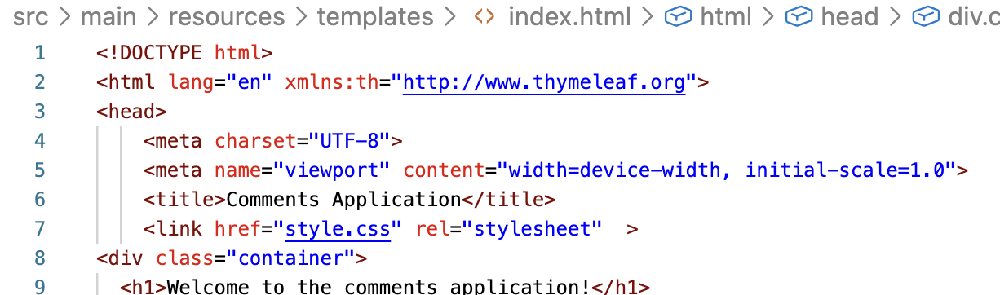 src > main > resources > templates > <> index.html > html > head > div.c
1 <!DOCTYPE html>
2 <html lang="en" xmlns:th="http://www.thymeleaf.org">
3 <head>
4 <meta charset="UTF-8">
5 <meta name="viewport" content="width=device-width, initial-scale=1.0">
6 <title>Comments Application</title>
7 <link href="style.css" rel="stylesheet"  >
8 <div class="container">
9 <h1>Welcome to the comments application!</h1>